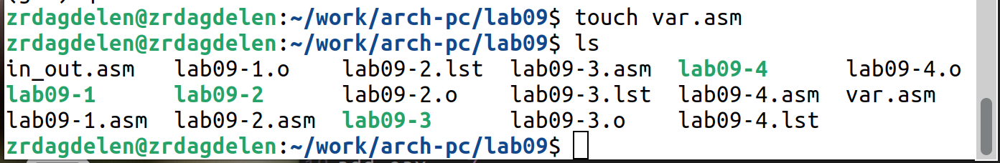 zrdagdelen@zrdagdelen:~/work/arch-pc/lab09$ touch var.asm
zrdagdelen@zrdagdelen:~/work/arch-pc/lab09$ ls
in_out.asm lab09-1.o lab09-2.lst lab09-3.asm lab09-4 lab09-4.o
lab09-1 lab09-2 lab09-2.o lab09-3.lst lab09-4.asm var.asm
lab09-1.asm lab09-2.asm lab09-3 lab09-3.o lab09-4.lst
zrdagdelen@zrdagdelen:~/work/arch-pc/lab09$